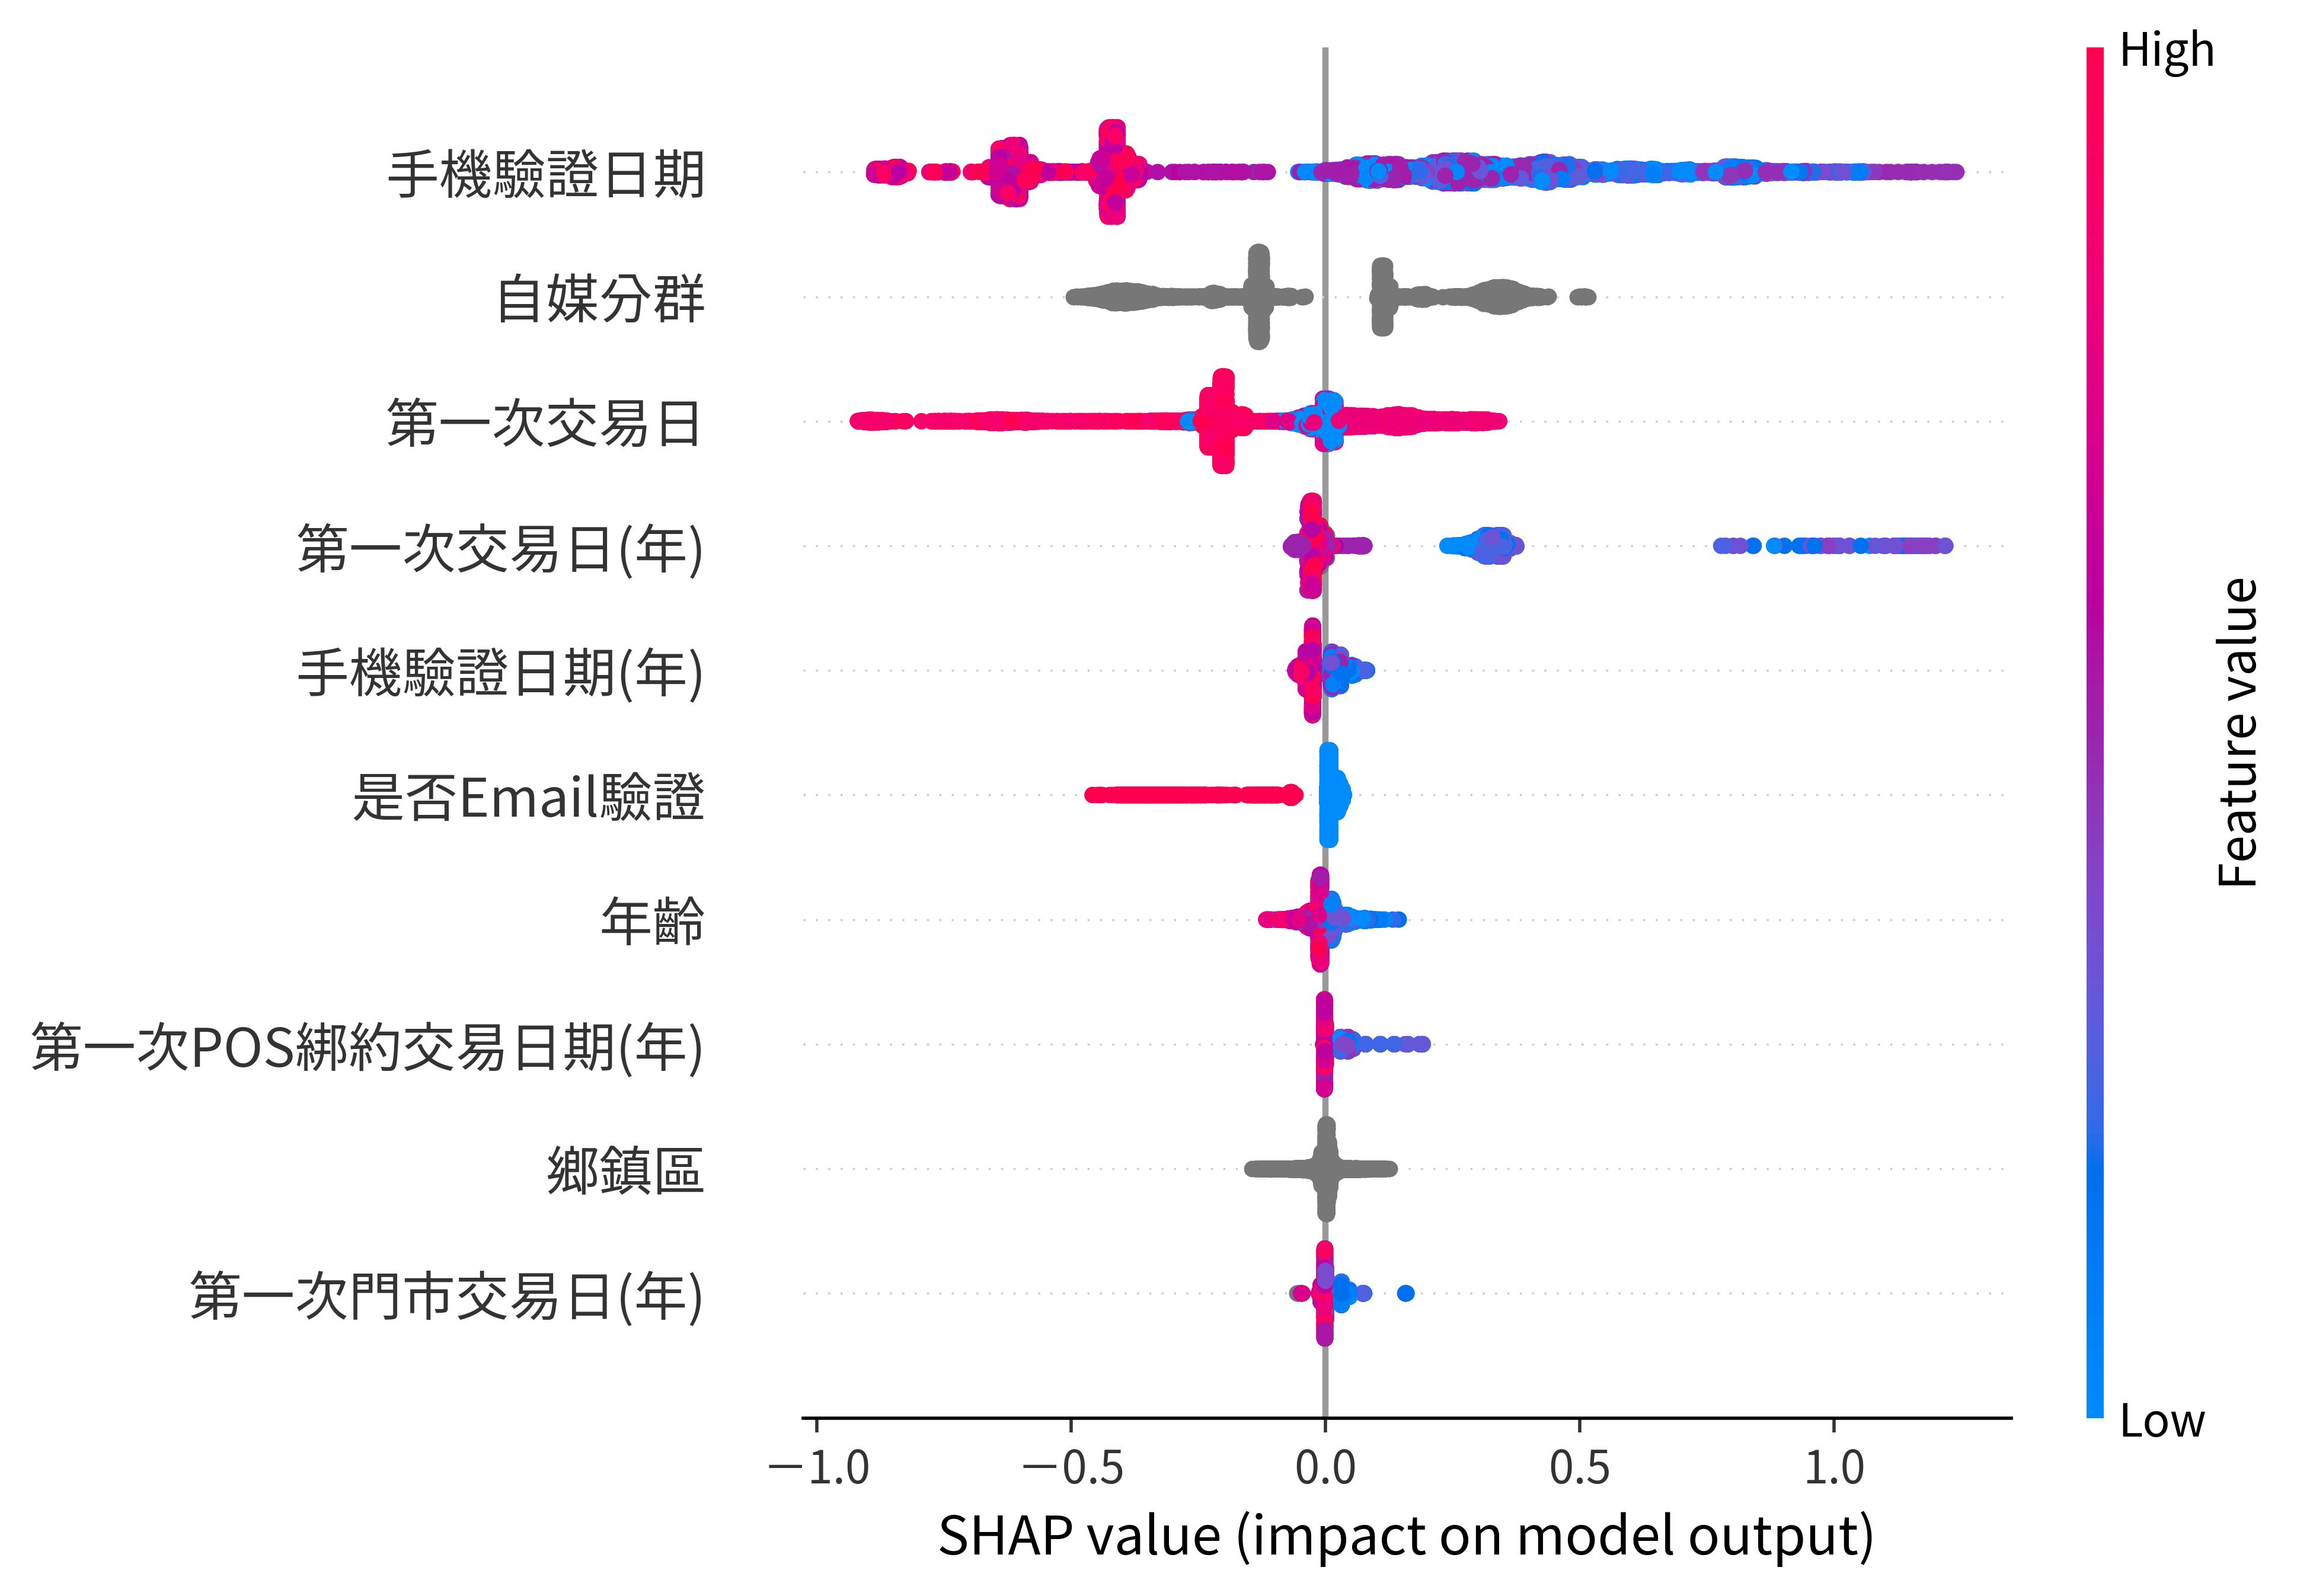 High
手機驗證日期
自媒分群
第一次交易日
第一次交易日(年)
手機驗證日期(年)
是否Email驗證
年齡
第一次POS綁約交易日期(年)
鄉鎮區
第一次門市交易日(年)
Feature value
Low
−1.0 −0.5 0.0 0.5 1.0
SHAP value (impact on model output)